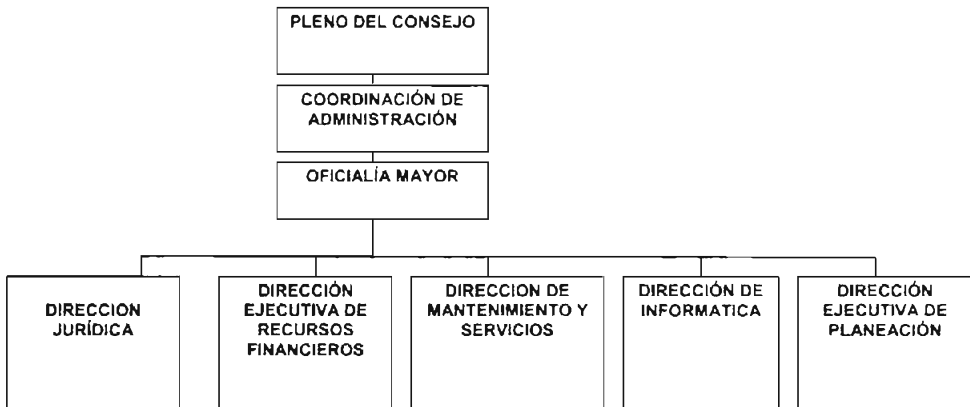 PLENO DEL CONSEJO
COORDINACIÓN DE
ADMINISTRACIÓN
OFICIALÍA MAYOR
DIRECCION
JURÍDICA
DIRECCIÓN
EJECUTIVA DE
RECURSOS
FINANCIEROS
DIRECCION DE
MANTENIMIENTO Y
SERVICIOS
DIRECCIÓN DE
INFORMATICA
DIRECCIÓN
EJECUTIVA DE
PLANEACIÓN